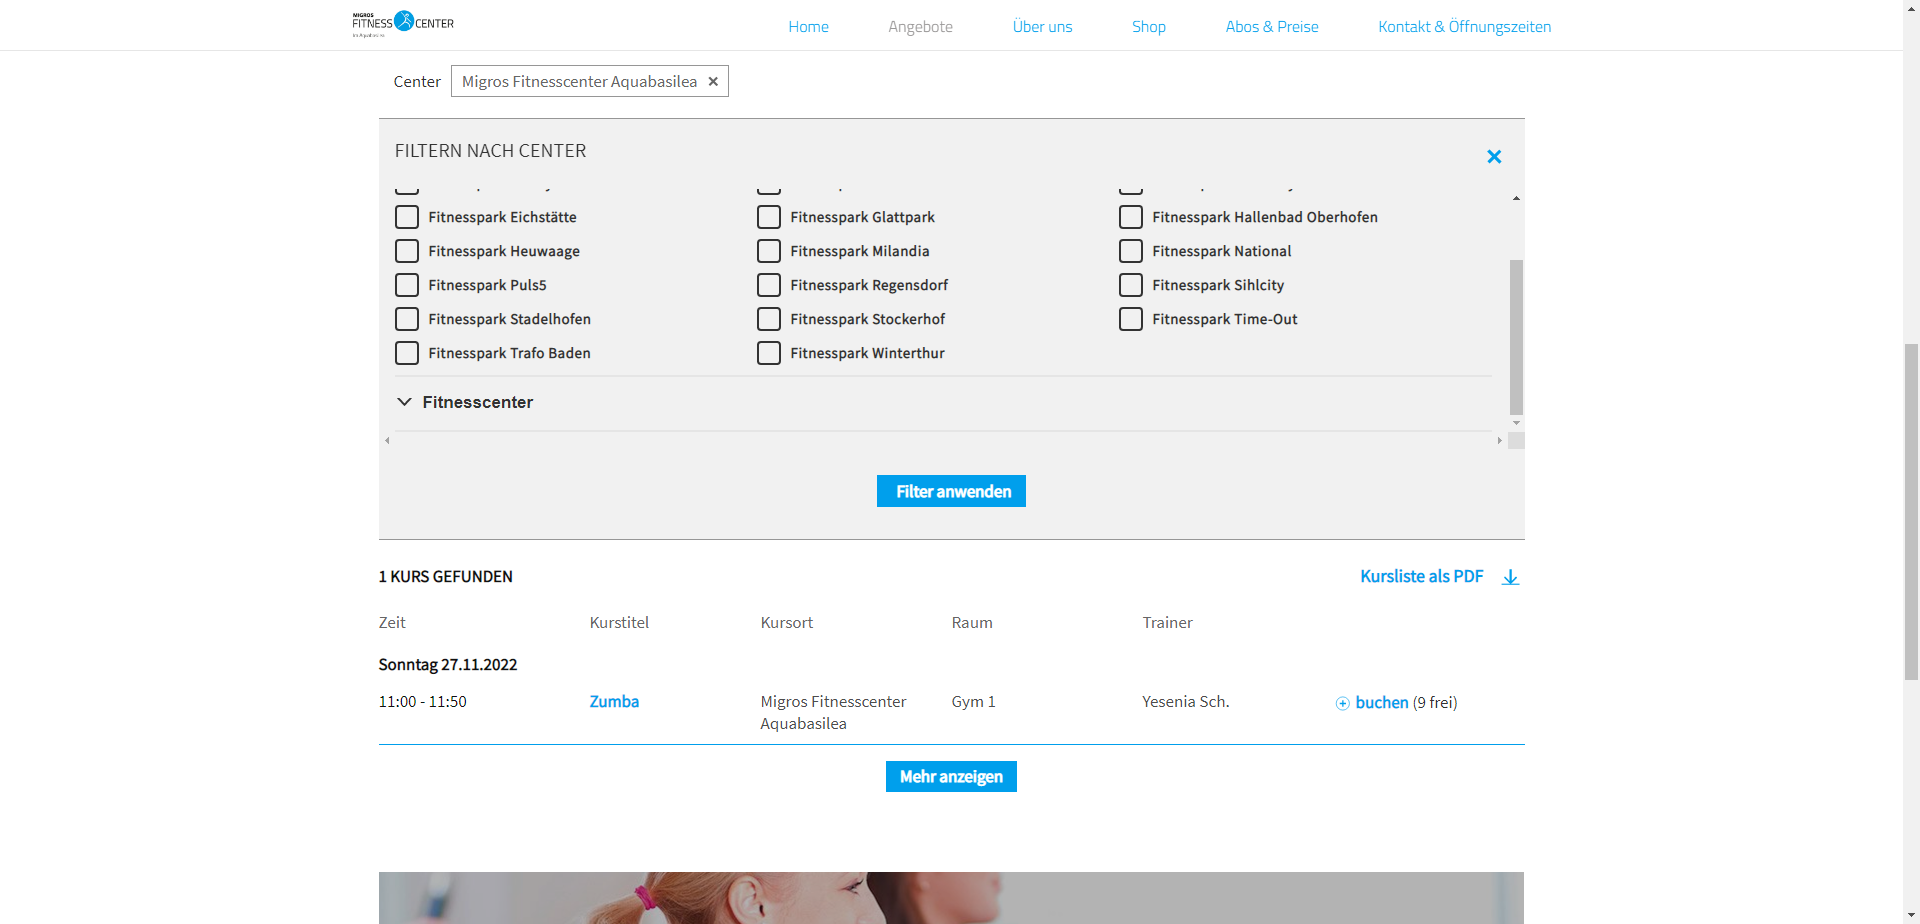 MIGROS
FITNESS CENTER
Im Aquabasilea
Home Angebote Über uns Shop Abos & Preise Kontakt & Öffnungszeiten
Center Migros Fitnesscenter Aquabasilea ×
FILTERN NACH CENTER
Fitnesspark Eichstätte Fitnesspark Glattpark Fitnesspark Hallenbad Oberhofen
Fitnesspark Heuwaage Fitnesspark Milandia Fitnesspark National
Fitnesspark Puls5 Fitnesspark Regensdorf Fitnesspark Sihlcity
Fitnesspark Stadelhofen Fitnesspark Stockerhof Fitnesspark Time-Out
Fitnesspark Trafo Baden Fitnesspark Winterthur
Fitnesscenter
Filter anwenden
1 KURS GEFUNDEN Kursliste als PDF
Zeit Kurstitel Kursort Raum Trainer
Sonntag 27.11.2022
11:00 - 11:50 Zumba Migros Fitnesscenter Aquabasilea Gym 1 Yesenia Sch. buchen (9 frei)
Mehr anzeigen